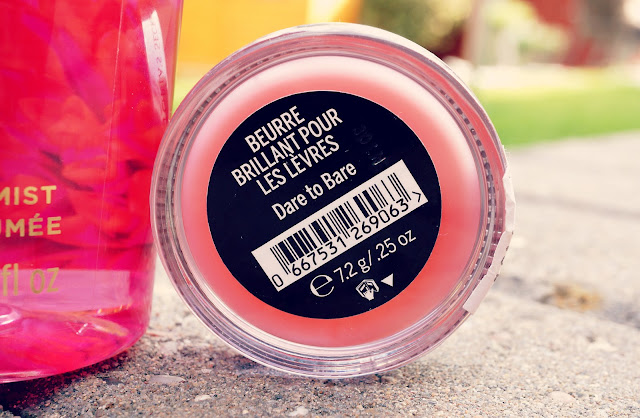 MIST
UMÉE
fl oz
BEURRE
BRILLANT POUR
LES LÈVRES
Dare to Bare
0 667531 269063 >
e 7.2 g/.25 oz